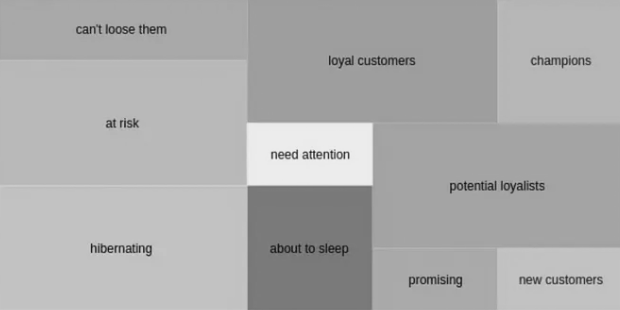 can't loose them
loyal customers
champions
at risk
need attention
potential loyalists
hibernating
about to sleep
promising
new customers